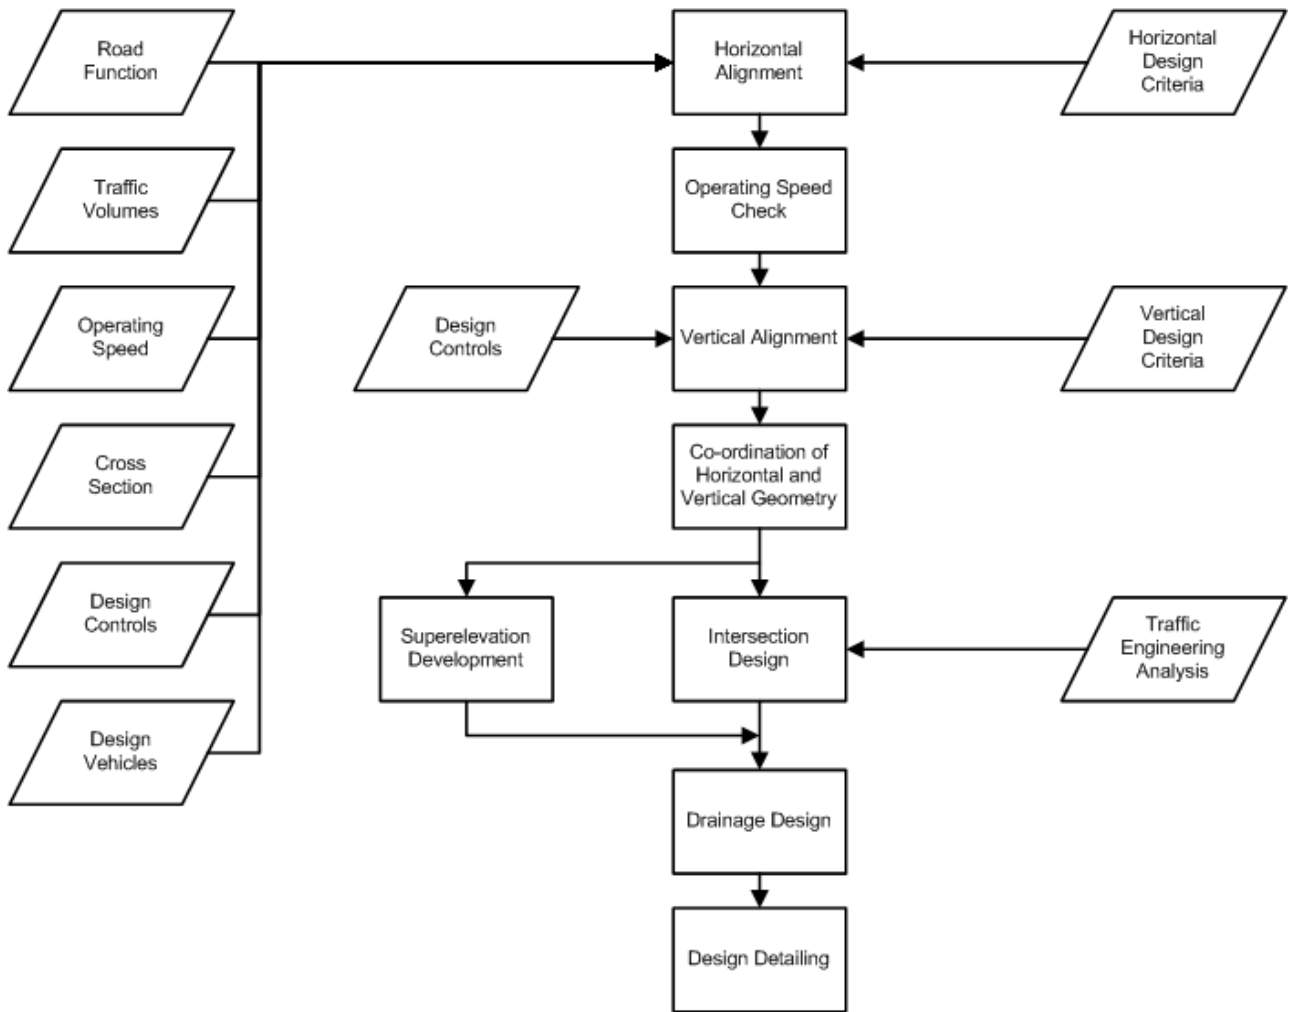 Road
Function
Horizontal
Alignment
Horizontal
Design
Criteria
Traffic
Volumes
Operating Speed
Check
Operating
Speed
Design
Controls
Vertical Alignment
Vertical
Design
Criteria
Cross
Section
Co-ordination of
Horizontal and
Vertical Geometry
Design
Controls
Superelevation
Development
Intersection
Design
Traffic
Engineering
Analysis
Design
Vehicles
Drainage Design
Design Detailing